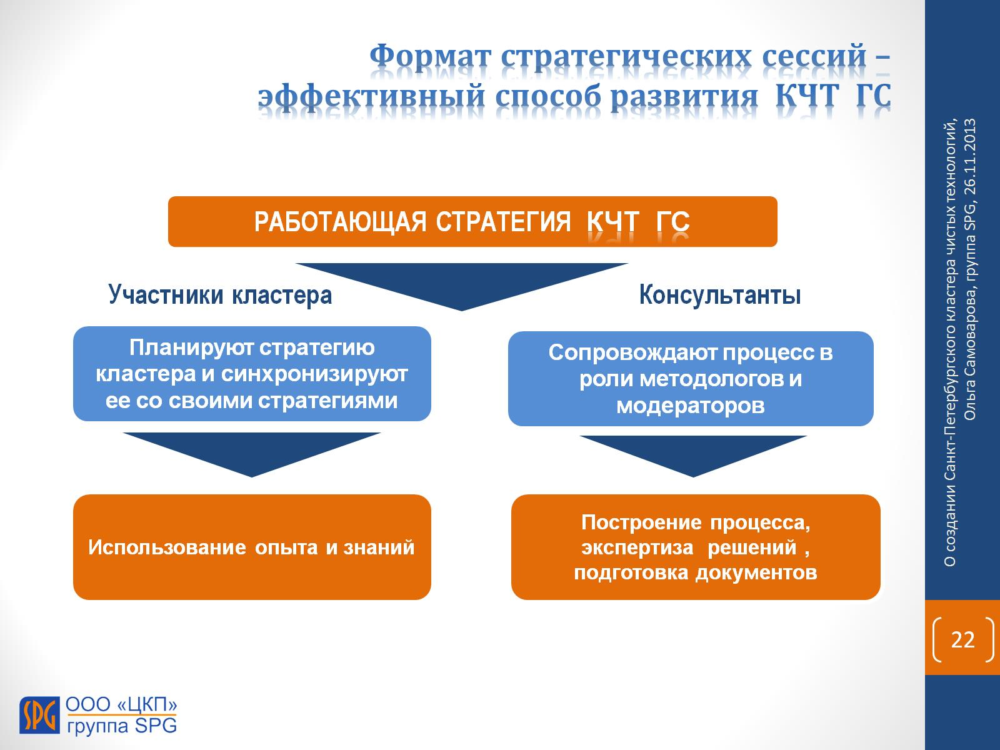 Формат стратегических сессий –
эффективный способ развития КЧТ ГС
РАБОТАЮЩАЯ СТРАТЕГИЯ КЧТ ГС
Участники кластера
Консультанты
Планируют стратегию
кластера и синхронизируют
ее со своими стратегиями
Сопровождают процесс в
роли методологов и
модераторов
Использование опыта и знаний
Построение процесса,
экспертиза решений ,
подготовка документов
О создании Санкт-Петербургского кластера чистых технологий,
Ольга Самоварова, группа SPG, 26.11.2013
22
SPG
ООО «ЦКП»
группа SPG